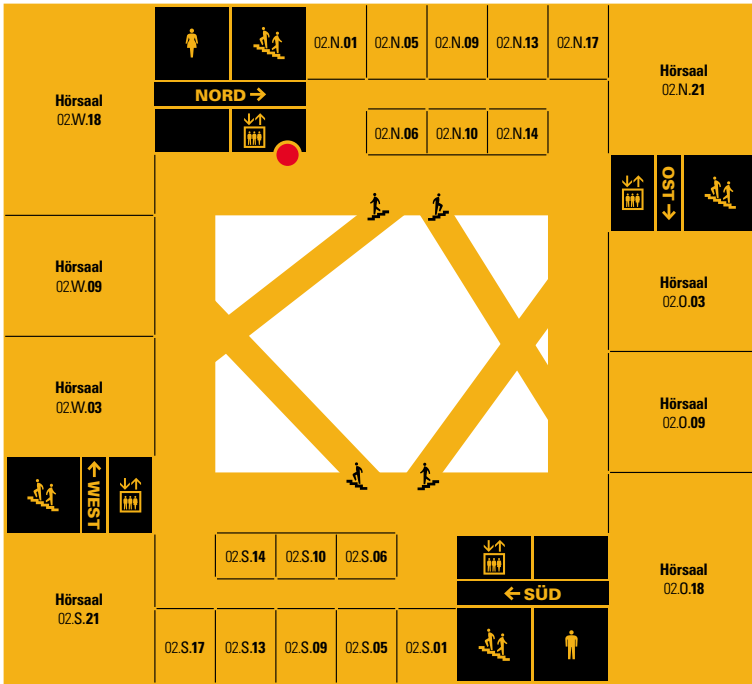 02.N.01 02.N.05 02.N.09 02.N.13 02.N.17
Hörsaal
02.N.21
NORD →
Hörsaal
02.W.18
02.N.06 02.N.10 02.N.14
OST →
Hörsaal
02.W.09
Hörsaal
02.O.03
Hörsaal
02.W.03
Hörsaal
02.O.09
← WEST
02.S.14 02.S.10 02.S.06
Hörsaal
02.O.18
← SÜD
Hörsaal
02.S.21
02.S.17 02.S.13 02.S.09 02.S.05 02.S.01